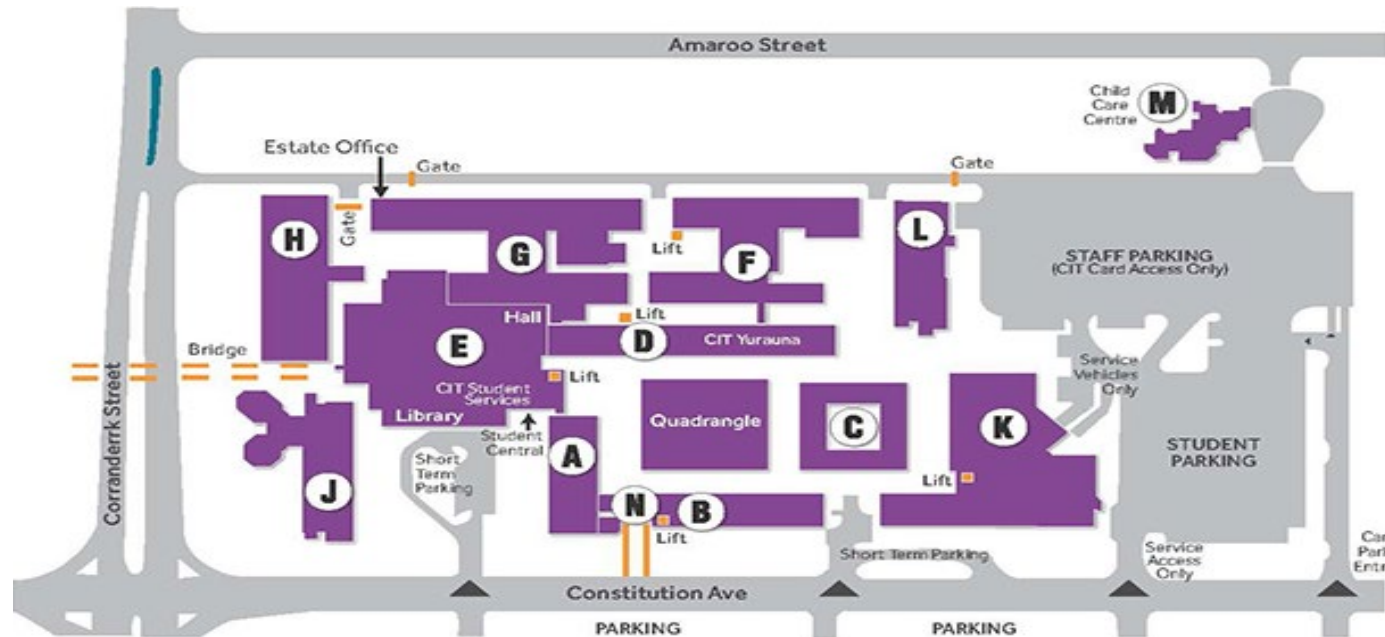 Amaroo Street
Child
Care
Centre
M
Estate Office
Gate
Gate
Gate
H
G
Lift
F
L
STAFF PARKING
(CIT Card Access Only)
Hall
Lift
E
D
CIT Yurauna
Bridge
Lift
CIT Student
Services
Library
Service
Vehicles
Only
Corranderrk Street
Student
Central
Quadrangle
C
K
STUDENT
PARKING
A
Short
Term
Parking
J
N
B
Lift
Lift
Short Term Parking
Service
Access
Only
Constitution Ave
PARKING
PARKING